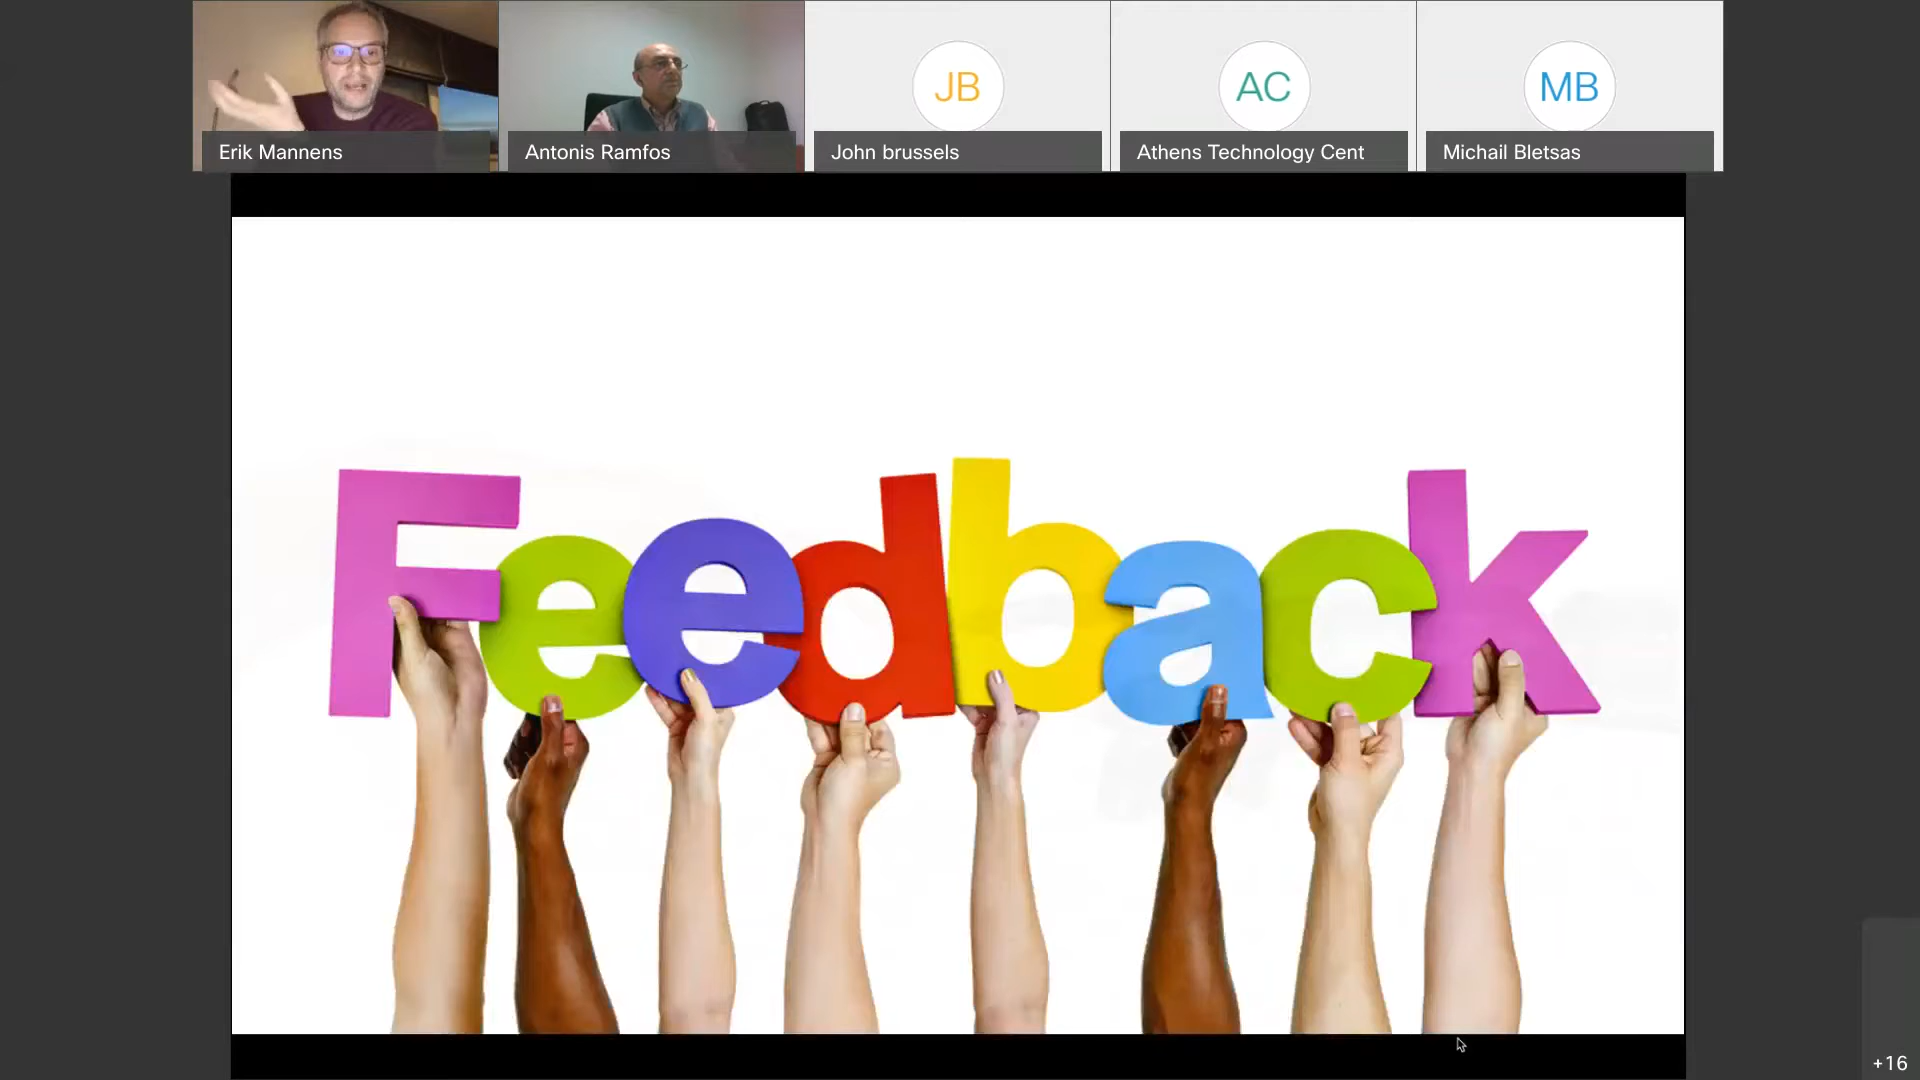 JB
AC
MB
Erik Mannens
Antonis Ramfos
John brussels
Athens Technology Cent
Michail Bletsas
Feedback
+16